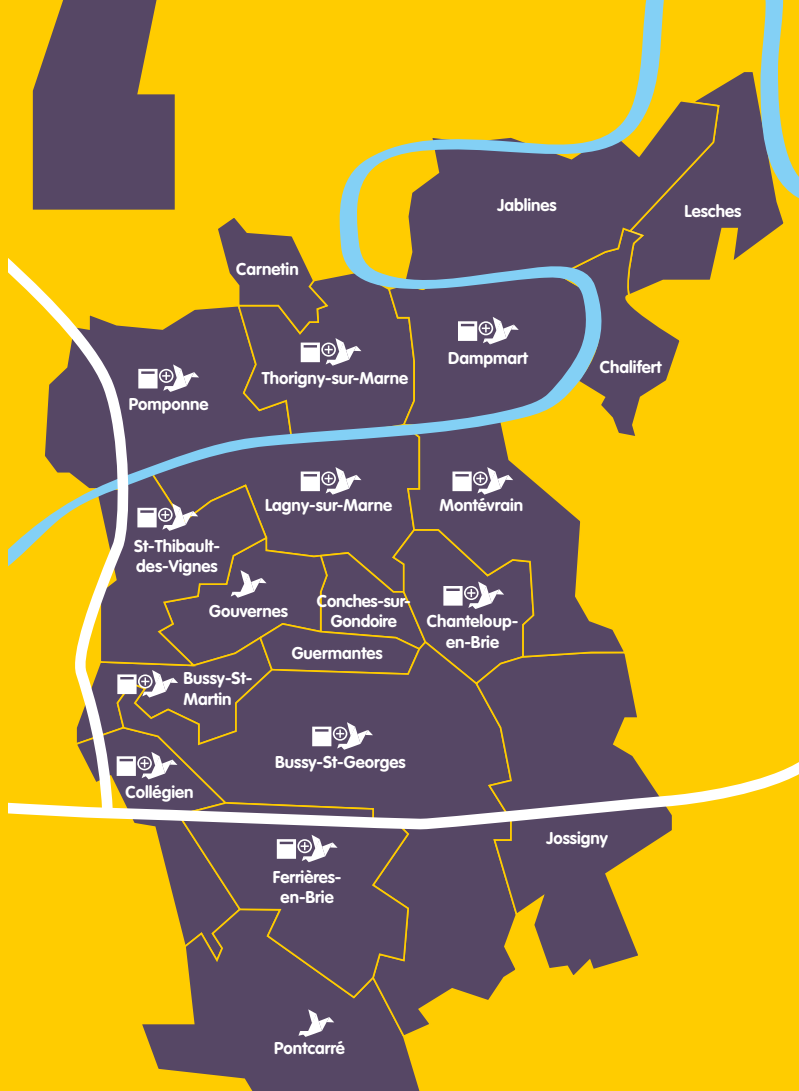 Jablines
Lesches
Carnetin
Dampmart
Chalifert
Thorigny-sur-Marne
Pomponne
Lagny-sur-Marne
Montévrain
St-Thibault-
des-Vignes
Gouvernes
Conches-sur-
Gondoire
Chanteloup-
en-Brie
Guermantes
Bussy-St-
Martin
Bussy-St-Georges
Collégien
Jossigny
Ferrières-
en-Brie
Pontcarré